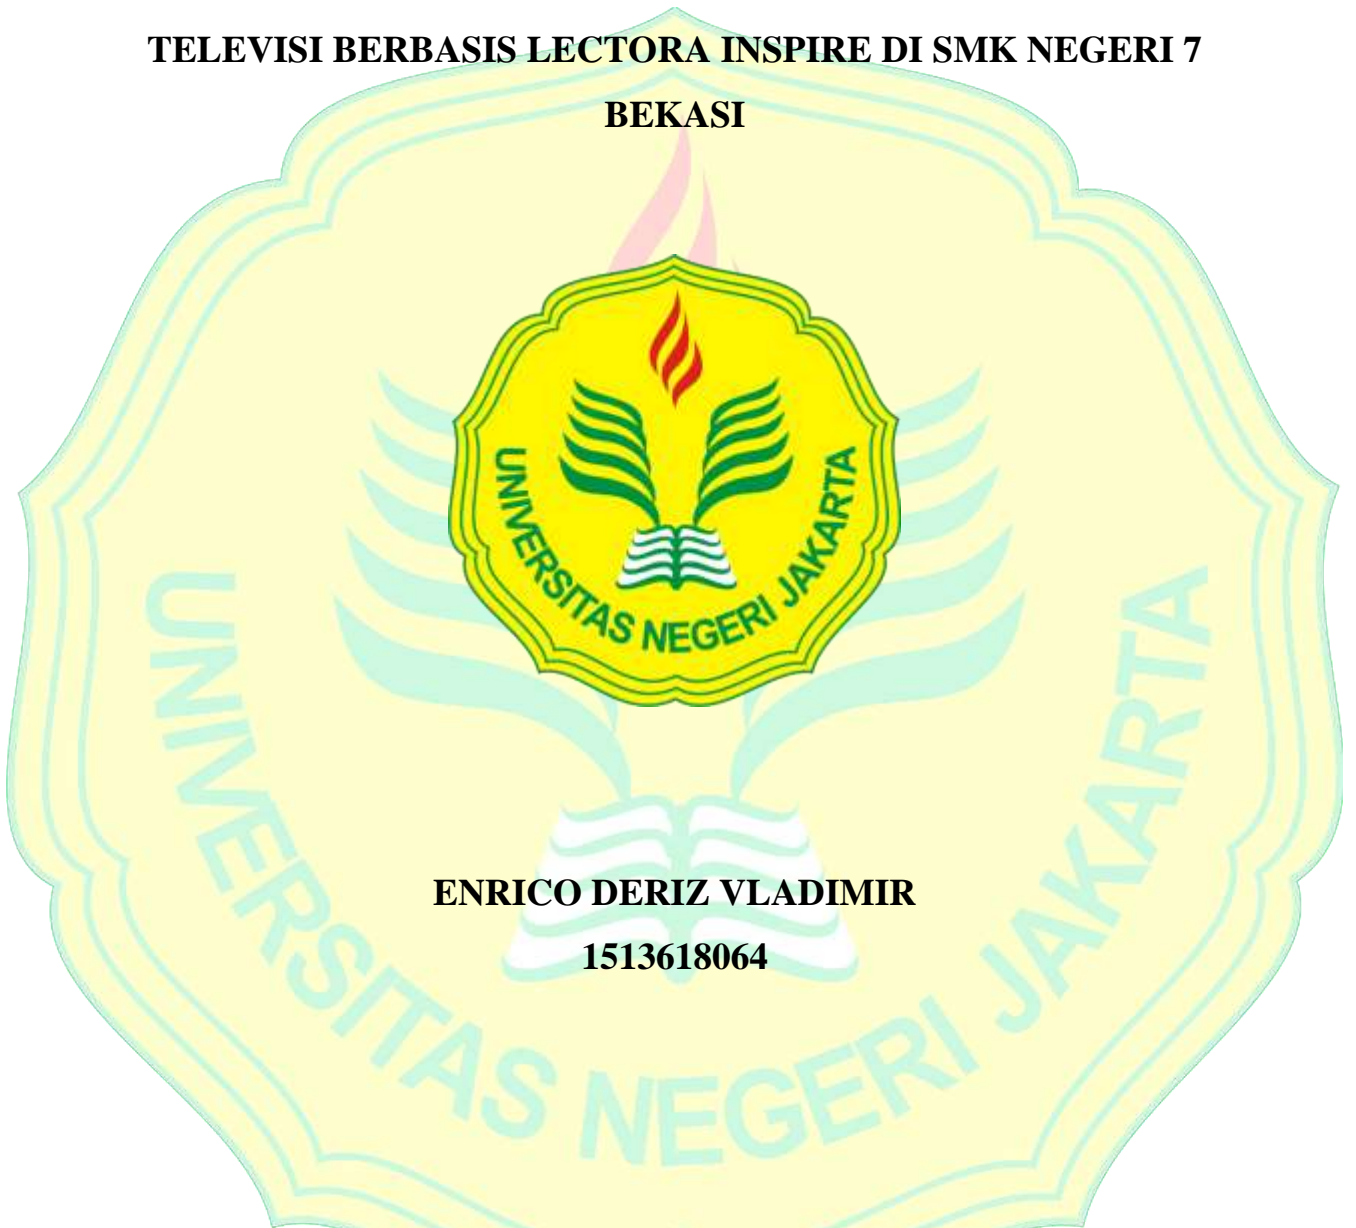 TELEVISI BERBASIS LECTORA INSPIRE DI SMK NEGERI 7
BEKASI
UNIVERSITAS NEGERI JAKARTA
ENRICO DERIZ VLADIMIR
1513618064
UNIVERSITAS NEGERI JAKARTA